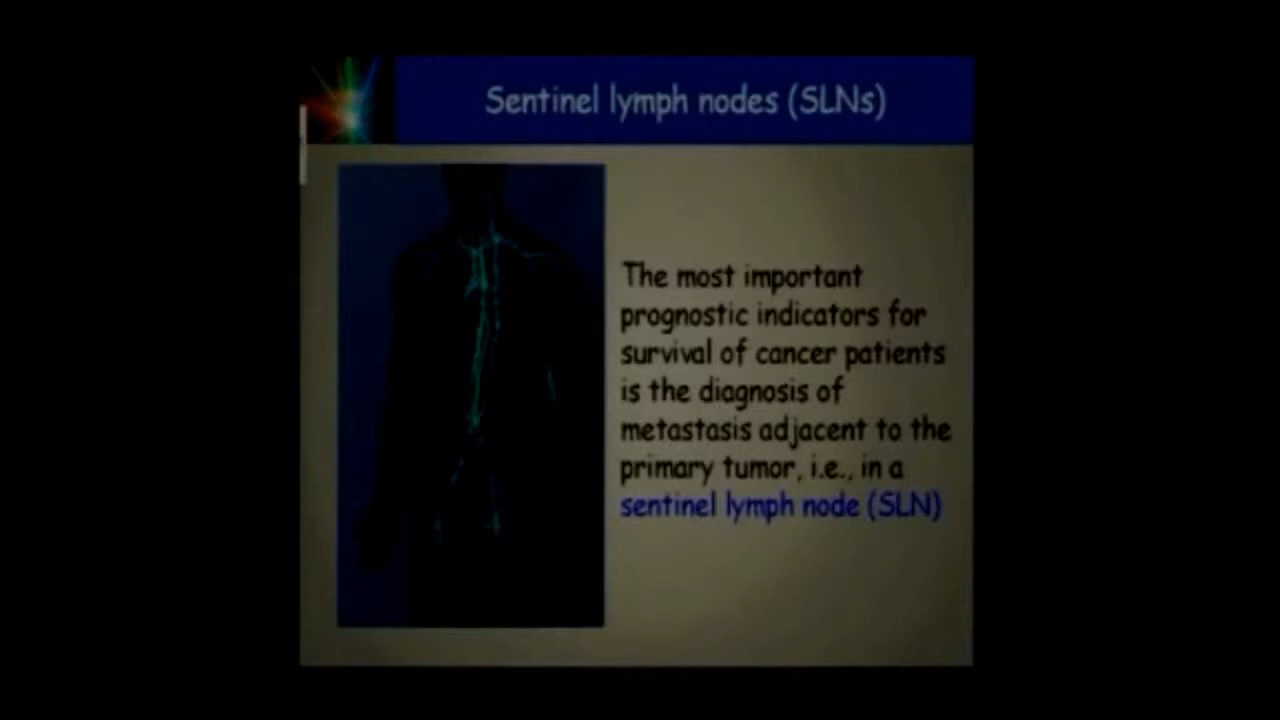 Sentinel lymph nodes (SLNs)
The most important
prognostic indicators for
survival of cancer patients
is the diagnosis of
metastasis adjacent to the
primary tumor, i.e., in a
sentinel lymph node (SLN)